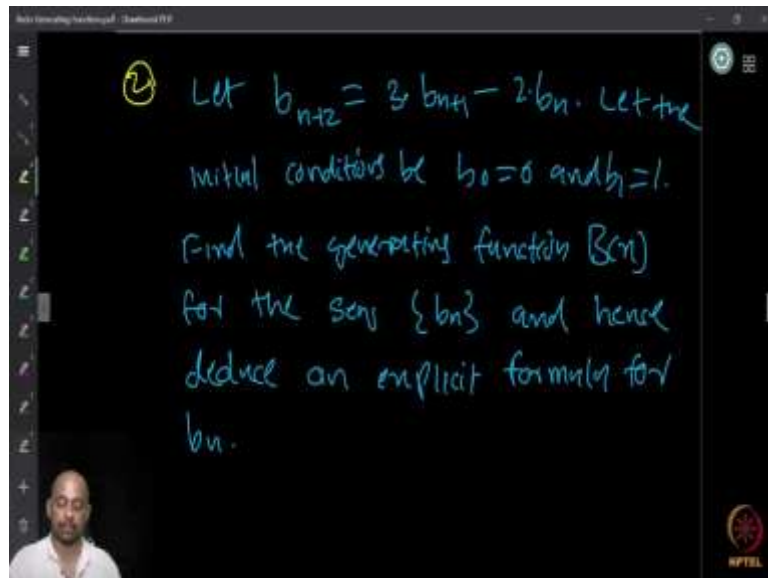 ② Let b_{n+2} = 3. b_{n+1} - 2. b_n. Let the
initial conditions be b_0 = 0 and b_1 = 1.
Find the generating function B(x)
for the seq {b_n} and hence
deduce an explicit formula for
b_n.
NPTEL